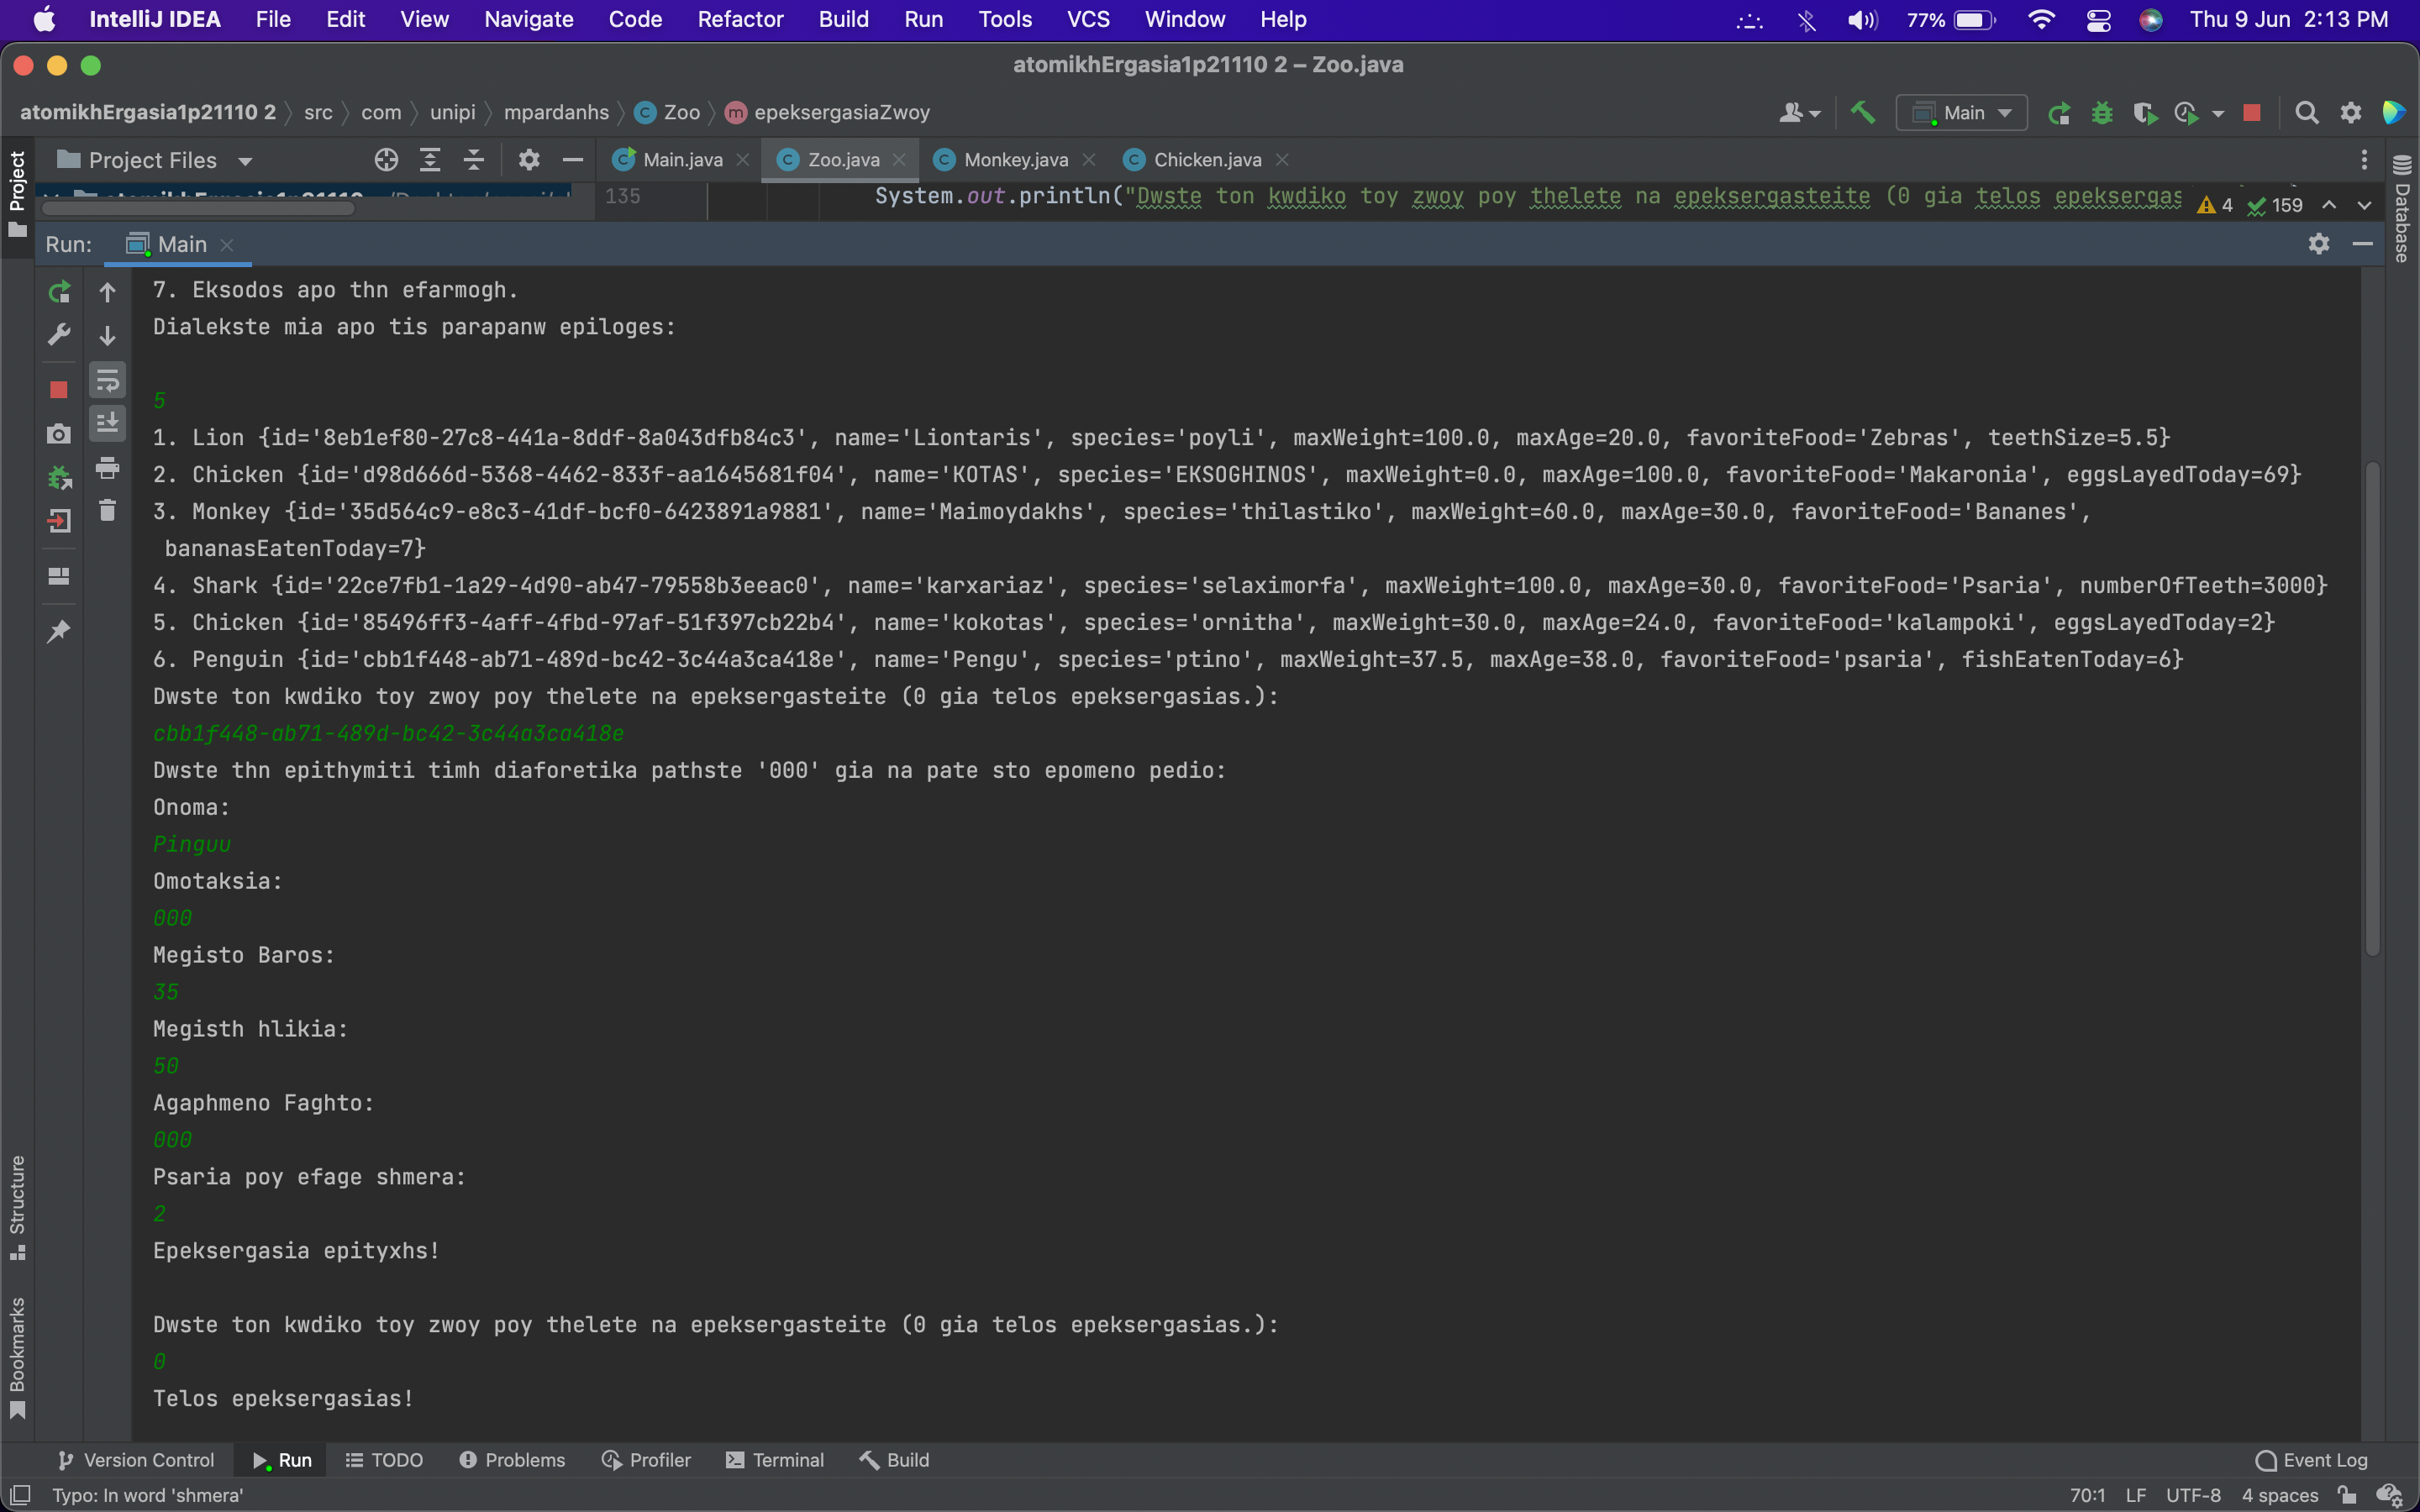 IntelliJ IDEA File Edit View Navigate Code Refactor Build Run Tools VCS Window Help 77% Thu 9 Jun 2:13 PM
atomikhErgasia1p21110 2 – Zoo.java
atomikhErgasia1p21110 2 src com unipi mpardanhs Zoo epeksergasiaZwoy Main
Project Files Main.java Zoo.java Monkey.java Chicken.java
Project
Database
135 System.out.println("Dwste ton kwdiko toy zwoy poy thelete na epeksergasteite (0 gia telos epeksergas 4 159
Run: Main
7. Eksodos apo thn efarmogh.
Dialekste mia apo tis parapanw epiloges:
5
1. Lion {id='8eb1ef80-27c8-441a-8ddf-8a043dfb84c3', name='Liontaris', species='poyli', maxWeight=100.0, maxAge=20.0, favoriteFood='Zebras', teethSize=5.5}
2. Chicken {id='d98d666d-5368-4462-833f-aa1645681f04', name='KOTAS', species='EKSOGHINOS', maxWeight=0.0, maxAge=100.0, favoriteFood='Makaronia', eggsLayedToday=69}
3. Monkey {id='35d564c9-e8c3-41df-bcf0-6423891a9881', name='Maimoydakhs', species='thilastiko', maxWeight=60.0, maxAge=30.0, favoriteFood='Bananes',
bananasEatenToday=7}
4. Shark {id='22ce7fb1-1a29-4d90-ab47-79558b3eeac0', name='karxariaz', species='selaximorfa', maxWeight=100.0, maxAge=30.0, favoriteFood='Psaria', numberOfTeeth=3000}
5. Chicken {id='85496ff3-4aff-4fbd-97af-51f397cb22b4', name='kokotas', species='ornitha', maxWeight=30.0, maxAge=24.0, favoriteFood='kalampoki', eggsLayedToday=2}
6. Penguin {id='cbb1f448-ab71-489d-bc42-3c44a3ca418e', name='Pengu', species='ptino', maxWeight=37.5, maxAge=38.0, favoriteFood='psaria', fishEatenToday=6}
Dwste ton kwdiko toy zwoy poy thelete na epeksergasteite (0 gia telos epeksergasias.):
cbb1f448-ab71-489d-bc42-3c44a3ca418e
Dwste thn epithymiti timh diaforetika pathste '000' gia na pate sto epomeno pedio:
Onoma:
Pinguu
Omotaksia:
000
Megisto Baros:
35
Megisth hlikia:
50
Agaphmeno Faghto:
000
Psaria poy efage shmera:
2
Epeksergasia epityxhs!
Dwste ton kwdiko toy zwoy poy thelete na epeksergasteite (0 gia telos epeksergasias.):
0
Telos epeksergasias!
Structure
Bookmarks
Version Control Run TODO Problems Profiler Terminal Build Event Log
Typo: In word 'shmera' 70:1 LF UTF-8 4 spaces